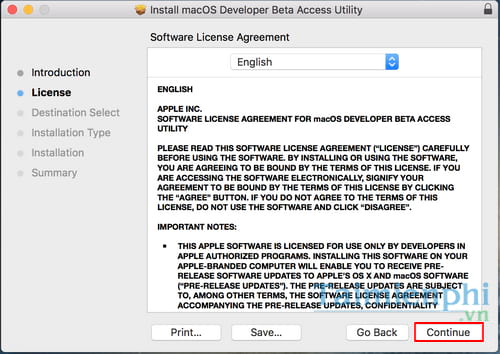 Install macOS Developer Beta Access Utility
Software License Agreement
English
Introduction
License
Destination Select
Installation Type
Installation
Summary
ENGLISH
APPLE INC.
SOFTWARE LICENSE AGREEMENT FOR macOS DEVELOPER BETA ACCESS
UTILITY
PLEASE READ THIS SOFTWARE LICENSE AGREEMENT ("LICENSE") CAREFULLY
BEFORE USING THE SOFTWARE. BY INSTALLING OR USING THE SOFTWARE,
YOU ARE AGREEING TO BE BOUND BY THE TERMS OF THIS LICENSE. IF YOU
ARE ACCESSING THE SOFTWARE ELECTRONICALLY, SIGNIFY YOUR
AGREEMENT TO BE BOUND BY THE TERMS OF THIS LICENSE BY CLICKING
THE "AGREE" BUTTON. IF YOU DO NOT AGREE TO THE TERMS OF THIS
LICENSE, DO NOT USE THE SOFTWARE AND CLICK "DISAGREE".
IMPORTANT NOTES:
▪ THIS APPLE SOFTWARE IS LICENSED FOR USE ONLY BY DEVELOPERS IN
APPLE AUTHORIZED PROGRAMS. INSTALLING THIS SOFTWARE ON YOUR
APPLE-BRANDED COMPUTER WILL ENABLE YOU TO RECEIVE PRE-
RELEASE SOFTWARE UPDATES TO APPLE'S OS X AND macOS SOFTWARE
("PRE-RELEASE UPDATES"). THE PRE-RELEASE UPDATES ARE SUBJECT
TO, AMONG OTHER TERMS, THE SOFTWARE LICENSE AGREEMENT
ACCOMPANYING THE PRE-RELEASE UPDATES, CONFIDENTIALITY
Taimienphi
.vn
Print...
Save...
Go Back
Continue